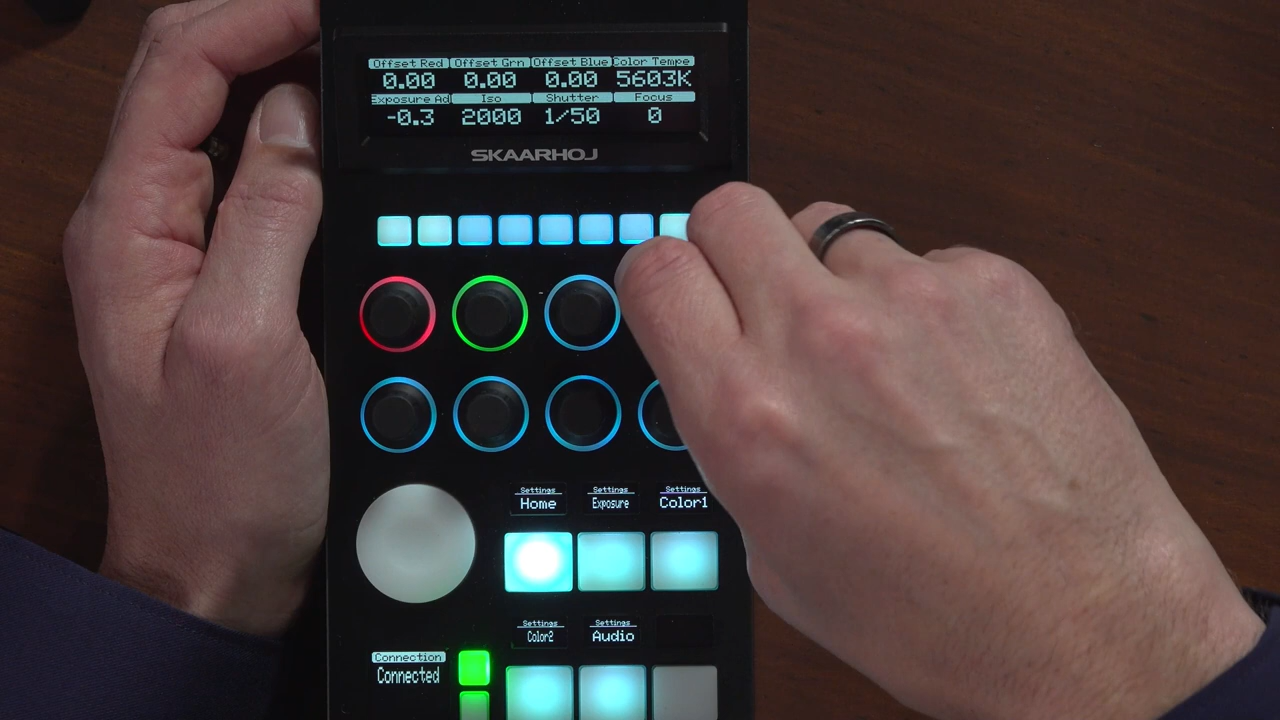 Offset Red Offset Grn Offset Blue Color Tempe
0.00 0.00 0.00 5603K
Exposure Ad Iso Shutter Focus
-0.3 2000 1/50 0
SKAARHOJ
Settings Settings Settings
Home Exposure Color1
Settings Settings
Color2 Audio
Connection
Connected